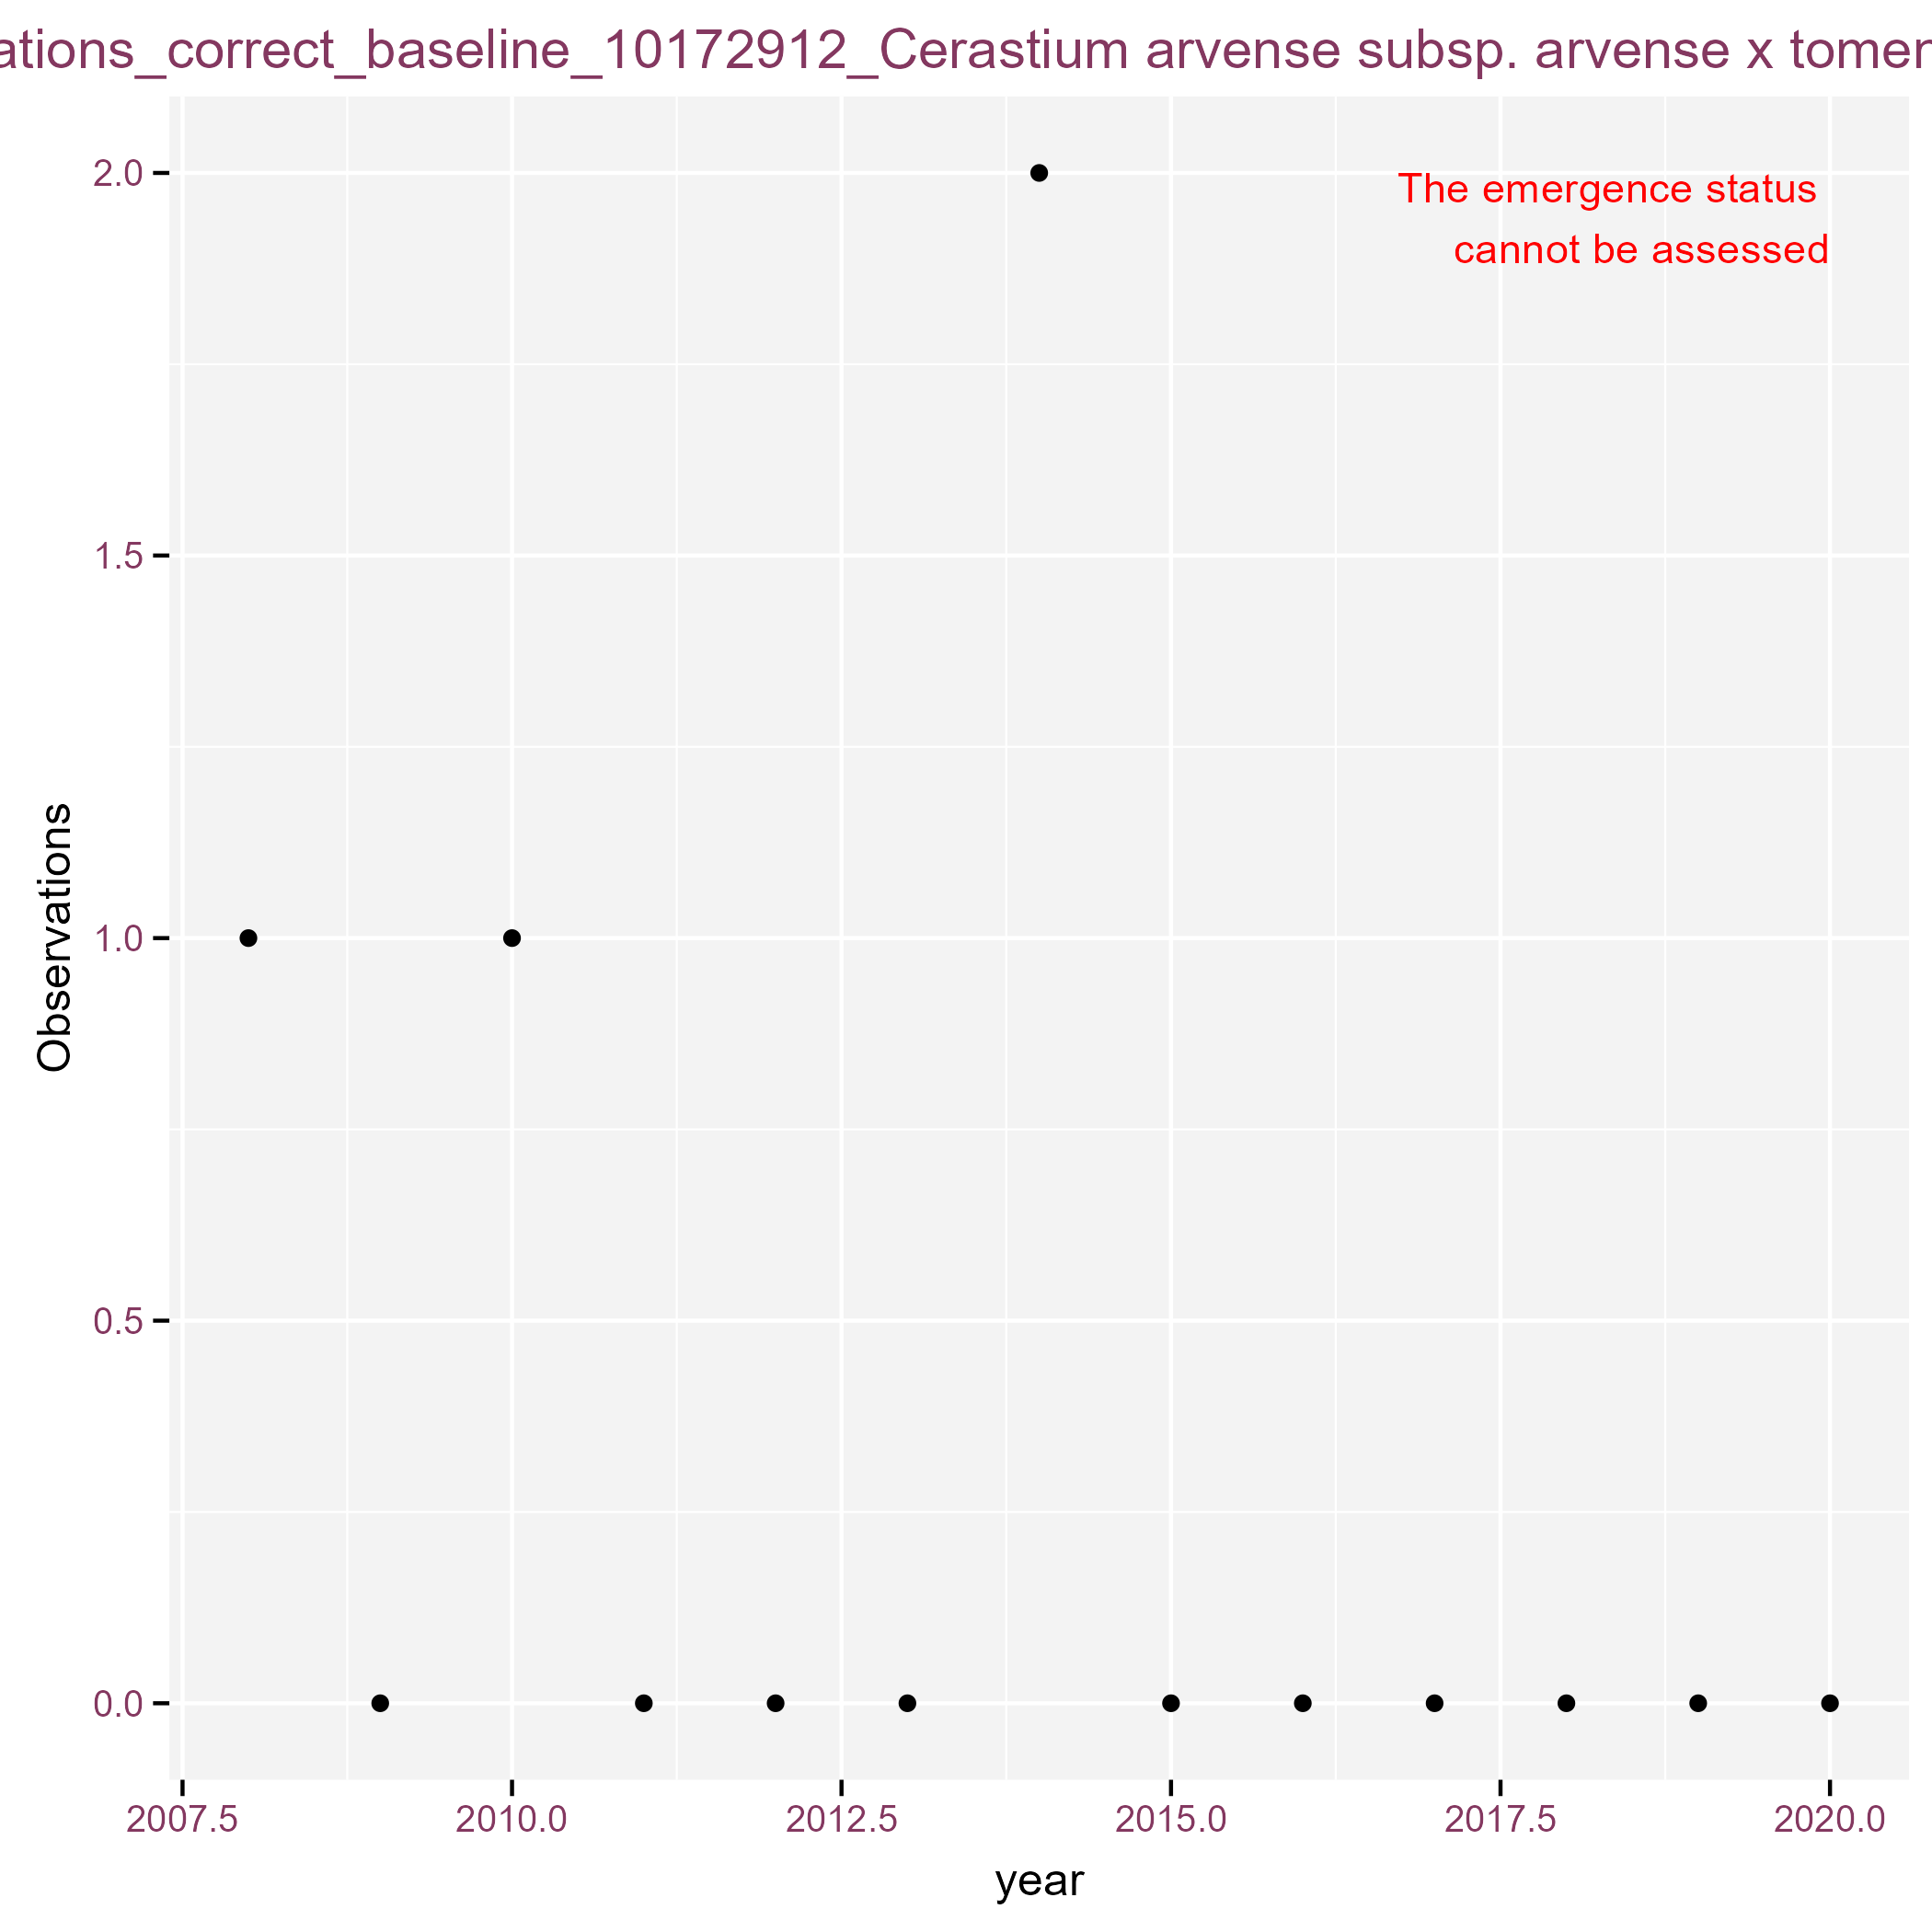 ations_correct_baseline_10172912_Cerastium arvense subsp. arvense x tomen
2.0
The emergence status
cannot be assessed
1.5
Observations
1.0
0.5
0.0
2007.5 2010.0 2012.5 2015.0 2017.5 2020.0
year